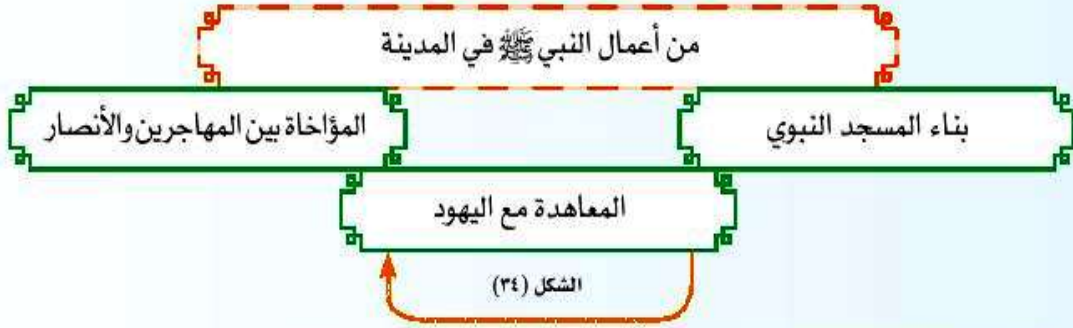 من أعمال النبي ﷺ في المدينة
بناء المسجد النبوي
المؤاخاة بين المهاجرين والأنصار
المعاهدة مع اليهود
الشكل (٣٤)